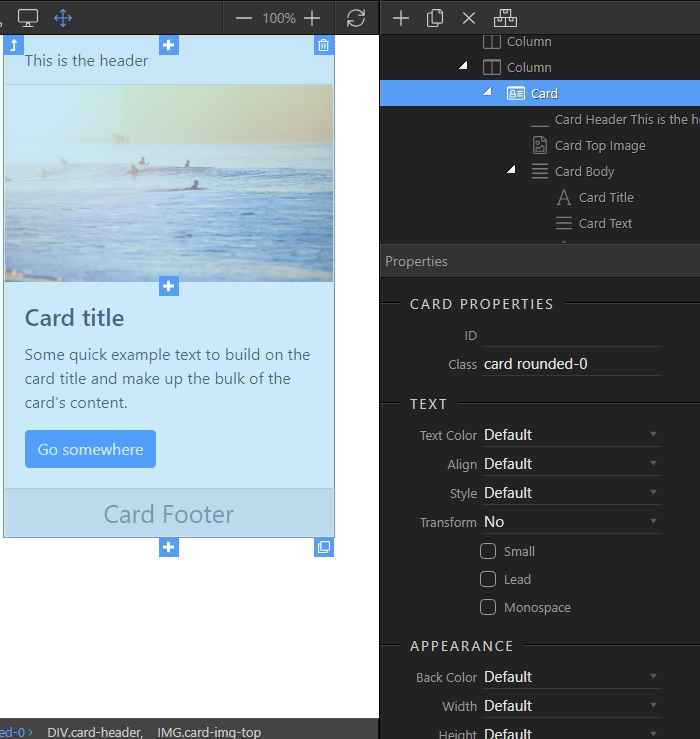 100%
This is the header
Card title
Some quick example text to build on the
card title and make up the bulk of the
card's content.
Go somewhere
Card Footer
ed-0 > DIV.card-header, IMG.card-img-top
Column
Column
Card
Card Header This is the he
Card Top Image
Card Body
Card Title
A
Card Text
Properties
CARD PROPERTIES
ID
Class card rounded-0
TEXT
Text Color Default
Align Default
Style Default
Transform No
Small
Lead
Monospace
APPEARANCE
Back Color Default
Width Default
Height Default